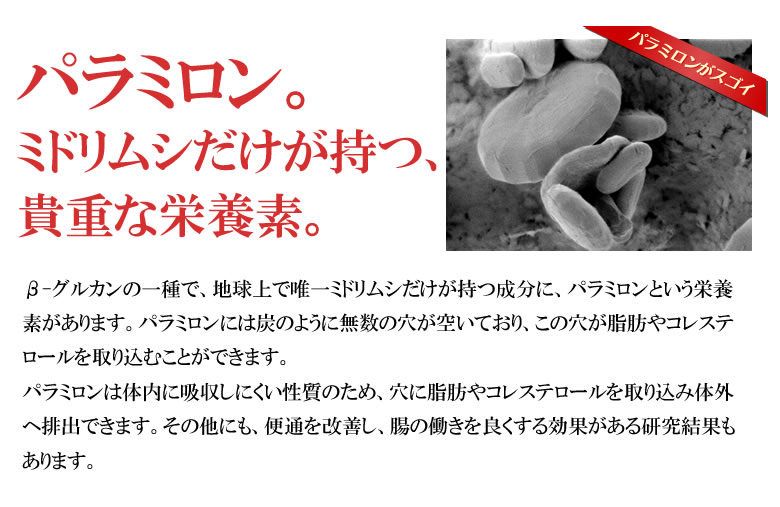 パラミロン。
ミドリムシだけが持つ、
貴重な栄養素。
パラミロンがスゴイ
β-グルカンの一種で、地球上で唯一ミドリムシだけが持つ成分に、パラミロンという栄養
素があります。パラミロンには炭のように無数の穴が空いており、この穴が脂肪やコレステ
ロールを取り込むことができます。
パラミロンは体内に吸収しにくい性質のため、穴に脂肪やコレステロールを取り込み体外
へ排出できます。その他にも、便通を改善し、腸の働きを良くする効果がある研究結果も
あります。